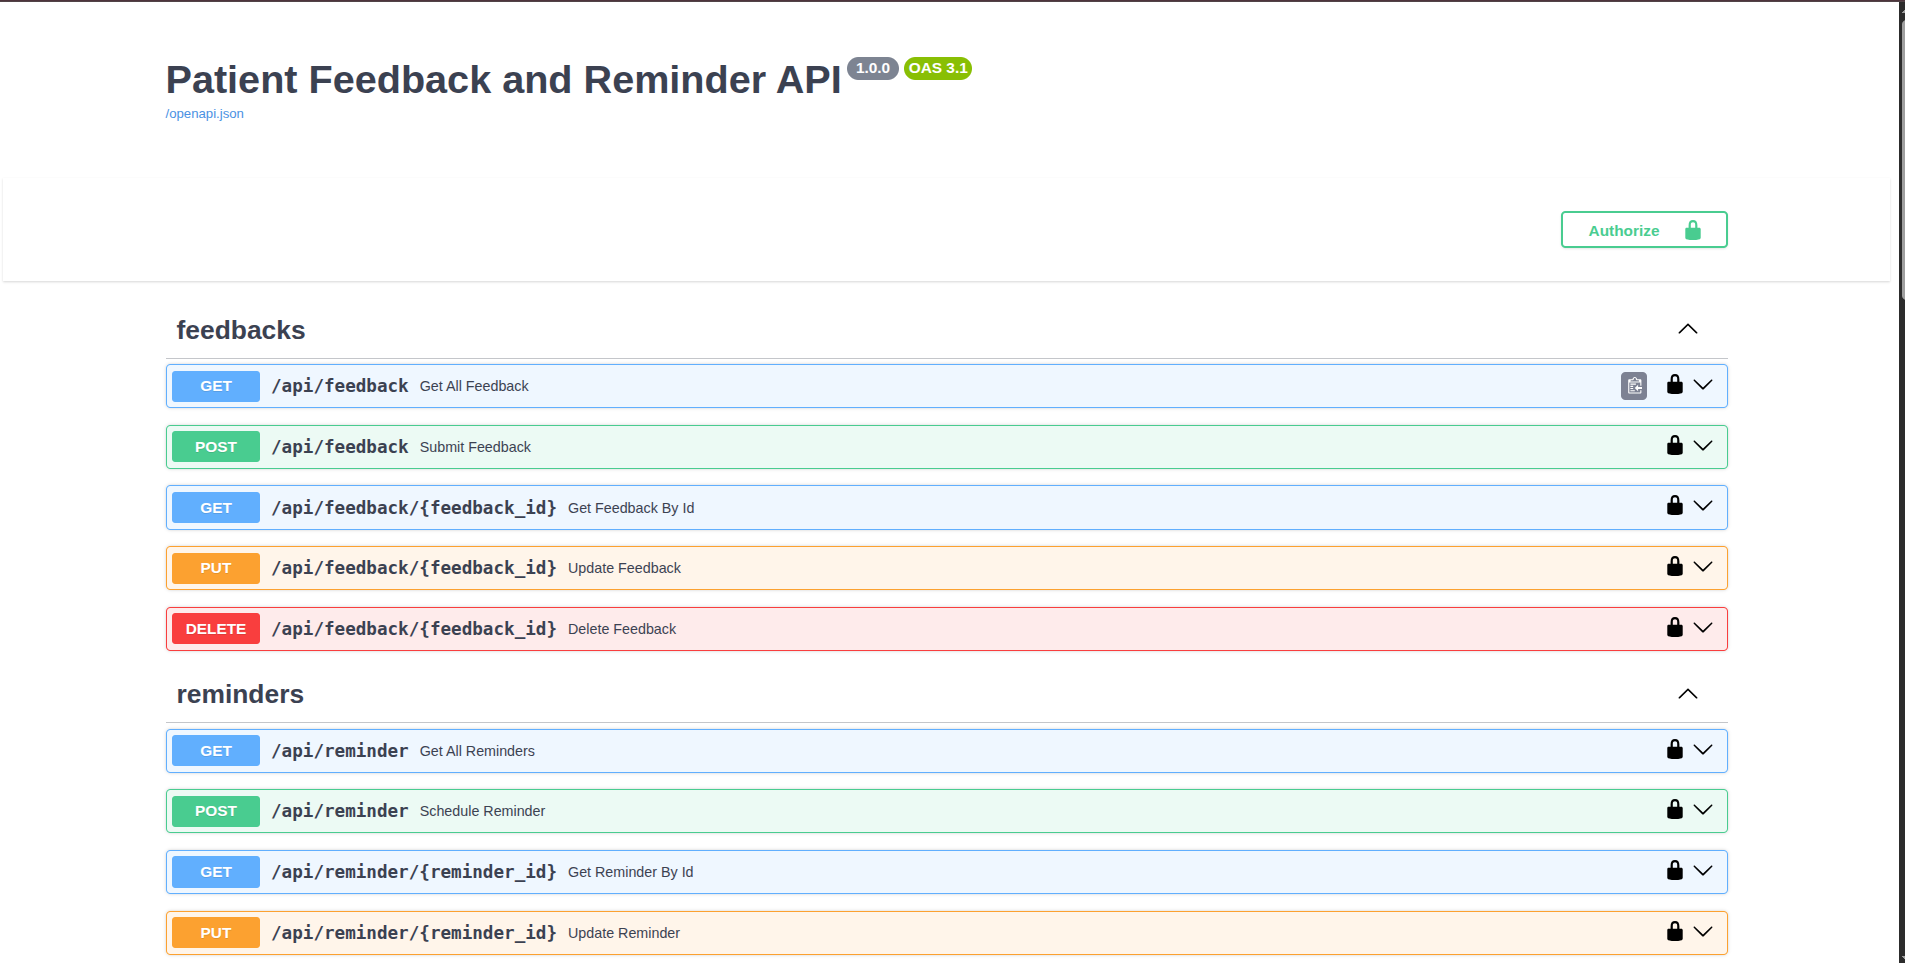 Patient Feedback and Reminder API 1.0.0 OAS 3.1
/openapi.json
Authorize
feedbacks
GET /api/feedback Get All Feedback
POST /api/feedback Submit Feedback
GET /api/feedback/{feedback_id} Get Feedback By Id
PUT /api/feedback/{feedback_id} Update Feedback
DELETE /api/feedback/{feedback_id} Delete Feedback
reminders
GET /api/reminder Get All Reminders
POST /api/reminder Schedule Reminder
GET /api/reminder/{reminder_id} Get Reminder By Id
PUT /api/reminder/{reminder_id} Update Reminder